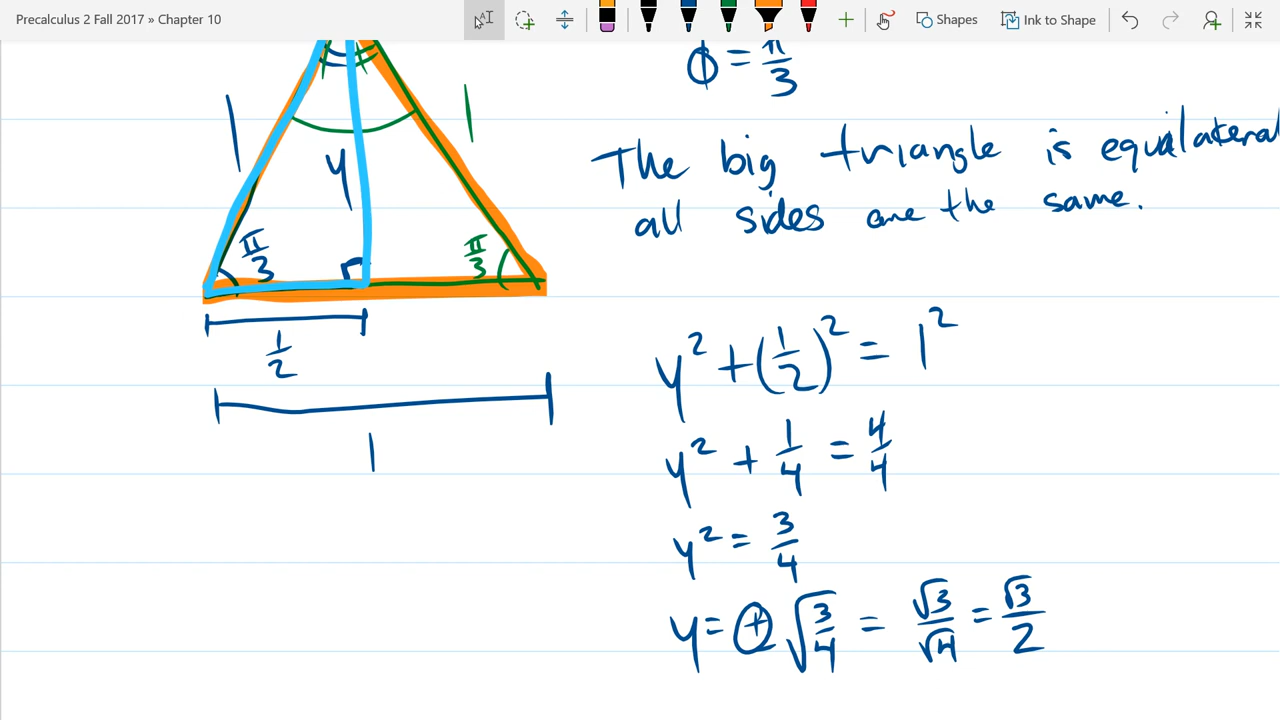 Precalculus 2 Fall 2017 » Chapter 10
Shapes
Ink to Shape
ϕ = π/3
1
1
y
The big triangle is equilateral
all sides are the same.
π/3
π/3
1/2
1
y² + (1/2)² = 1²
y² + 1/4 = 4/4
y² = 3/4
y = ⊕ √(3/4) = √3/√4 = √3/2